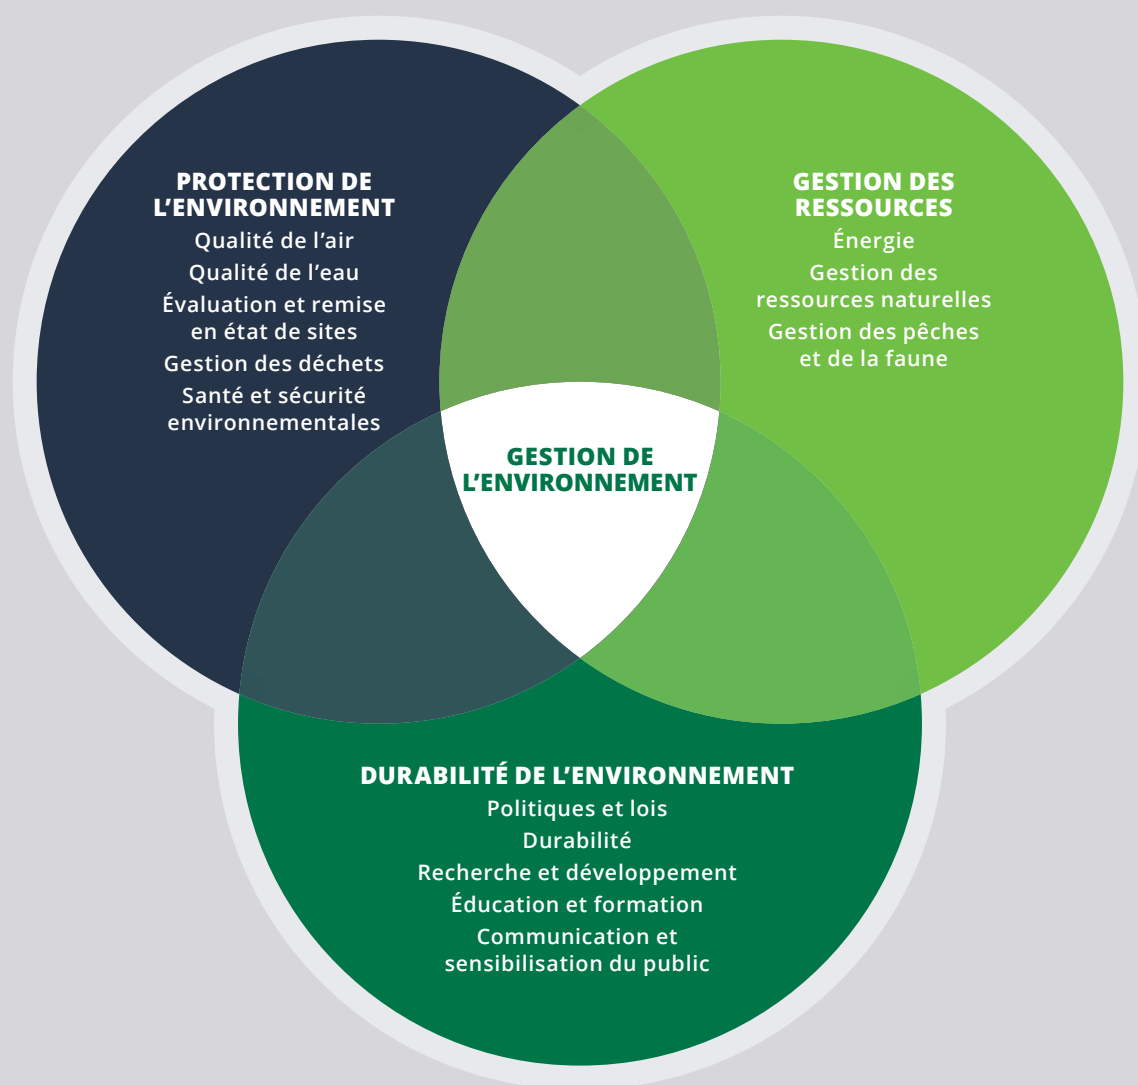 PROTECTION DE
L’ENVIRONNEMENT
Qualité de l’air
Qualité de l’eau
Évaluation et remise
en état de sites
Gestion des déchets
Santé et sécurité
environnementales
GESTION DES
RESSOURCES
Énergie
Gestion des
ressources naturelles
Gestion des pêches
et de la faune
GESTION DE
L’ENVIRONNEMENT
DURABILITÉ DE L’ENVIRONNEMENT
Politiques et lois
Durabilité
Recherche et développement
Éducation et formation
Communication et
sensibilisation du public